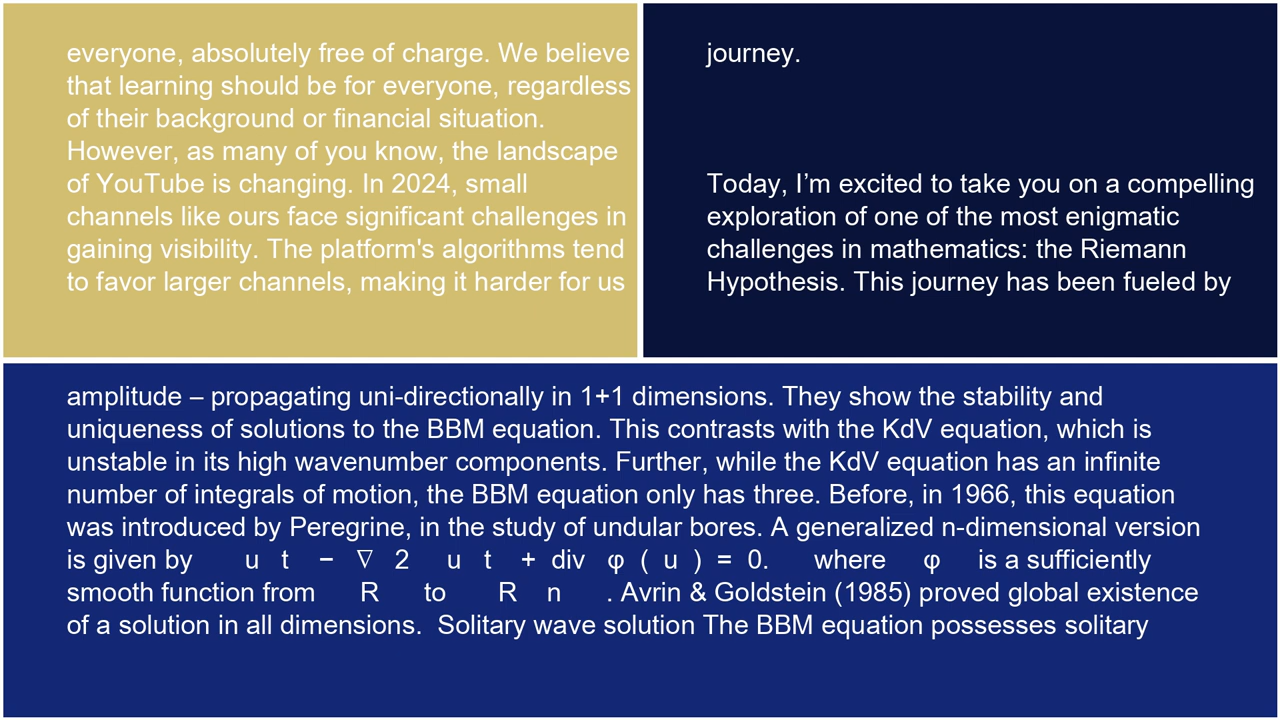 everyone, absolutely free of charge. We believe
that learning should be for everyone, regardless
of their background or financial situation.
However, as many of you know, the landscape
of YouTube is changing. In 2024, small
channels like ours face significant challenges in
gaining visibility. The platform's algorithms tend
to favor larger channels, making it harder for us
journey.
Today, I’m excited to take you on a compelling
exploration of one of the most enigmatic
challenges in mathematics: the Riemann
Hypothesis. This journey has been fueled by
amplitude – propagating uni-directionally in 1+1 dimensions. They show the stability and
uniqueness of solutions to the BBM equation. This contrasts with the KdV equation, which is
unstable in its high wavenumber components. Further, while the KdV equation has an infinite
number of integrals of motion, the BBM equation only has three. Before, in 1966, this equation
was introduced by Peregrine, in the study of undular bores. A generalized n-dimensional version
is given by u t − ∇ 2 u t + div φ ( u ) = 0. where φ is a sufficiently
smooth function from R to R n . Avrin & Goldstein (1985) proved global existence
of a solution in all dimensions. Solitary wave solution The BBM equation possesses solitary